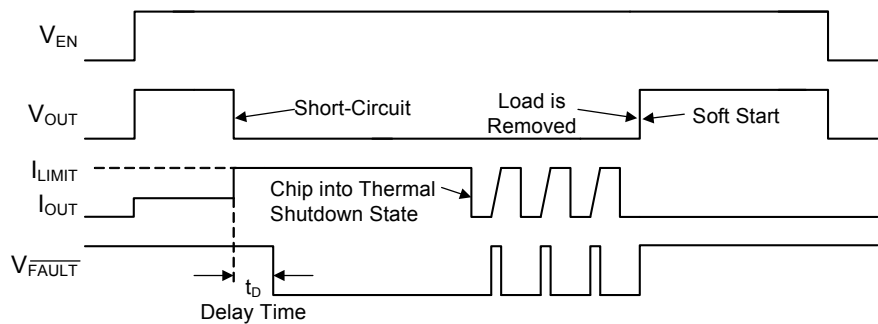 VEN
VOUT
Short-Circuit
Load is
Removed
Soft Start
ILIMIT
IOUT
Chip into Thermal
Shutdown State
VFAULT
tD
Delay Time